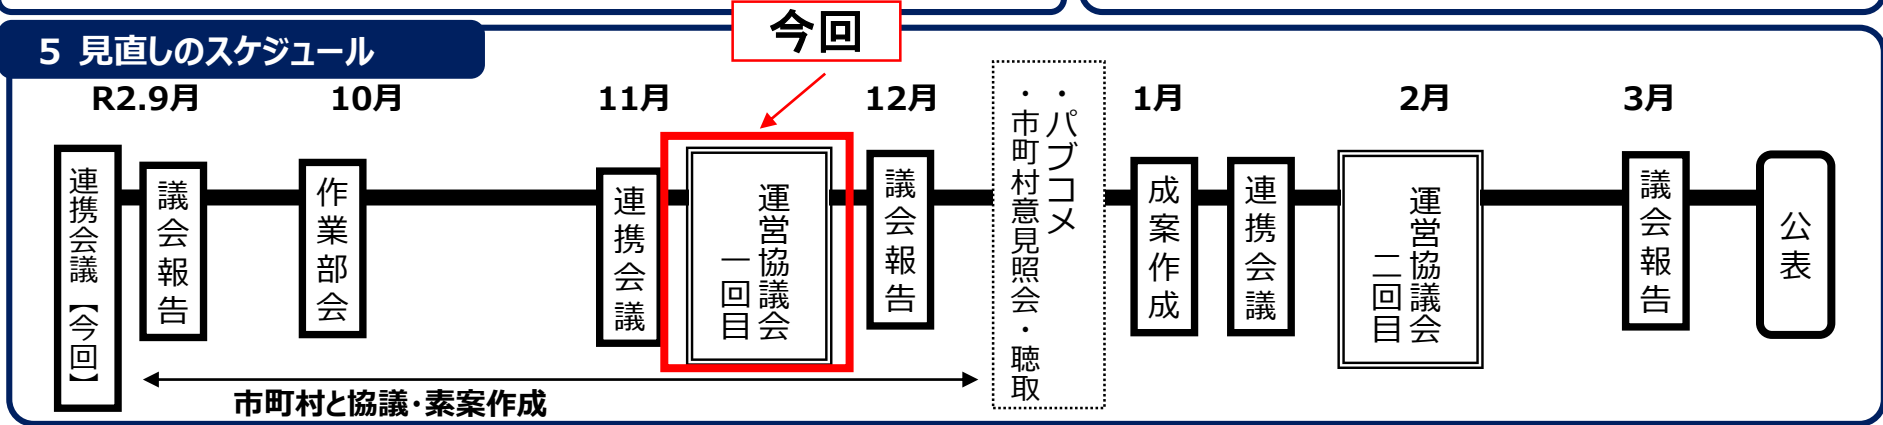 今回
5 見直しのスケジュール
R2.9月
10月
11月
12月
1月
2月
3月
連携会議【今回】
議会報告
作業部会
連携会議
運営協議会
一回目
議会報告
・パブコメ
・市町村意見照会・聴取
成案作成
連携会議
運営協議会
二回目
議会報告
公表
市町村と協議・素案作成